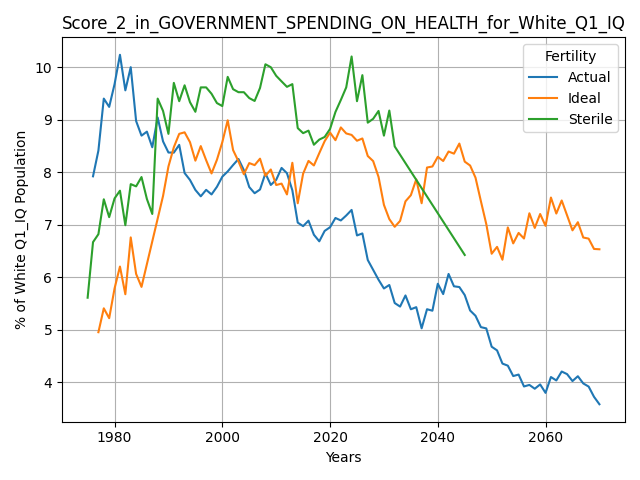 Score_2_in_GOVERNMENT_SPENDING_ON_HEALTH_for_White_Q1_IQ
Fertility
Actual
Ideal
Sterile
% of White Q1_IQ Population
10
9
8
7
6
5
4
1980
2000
2020
2040
2060
Years